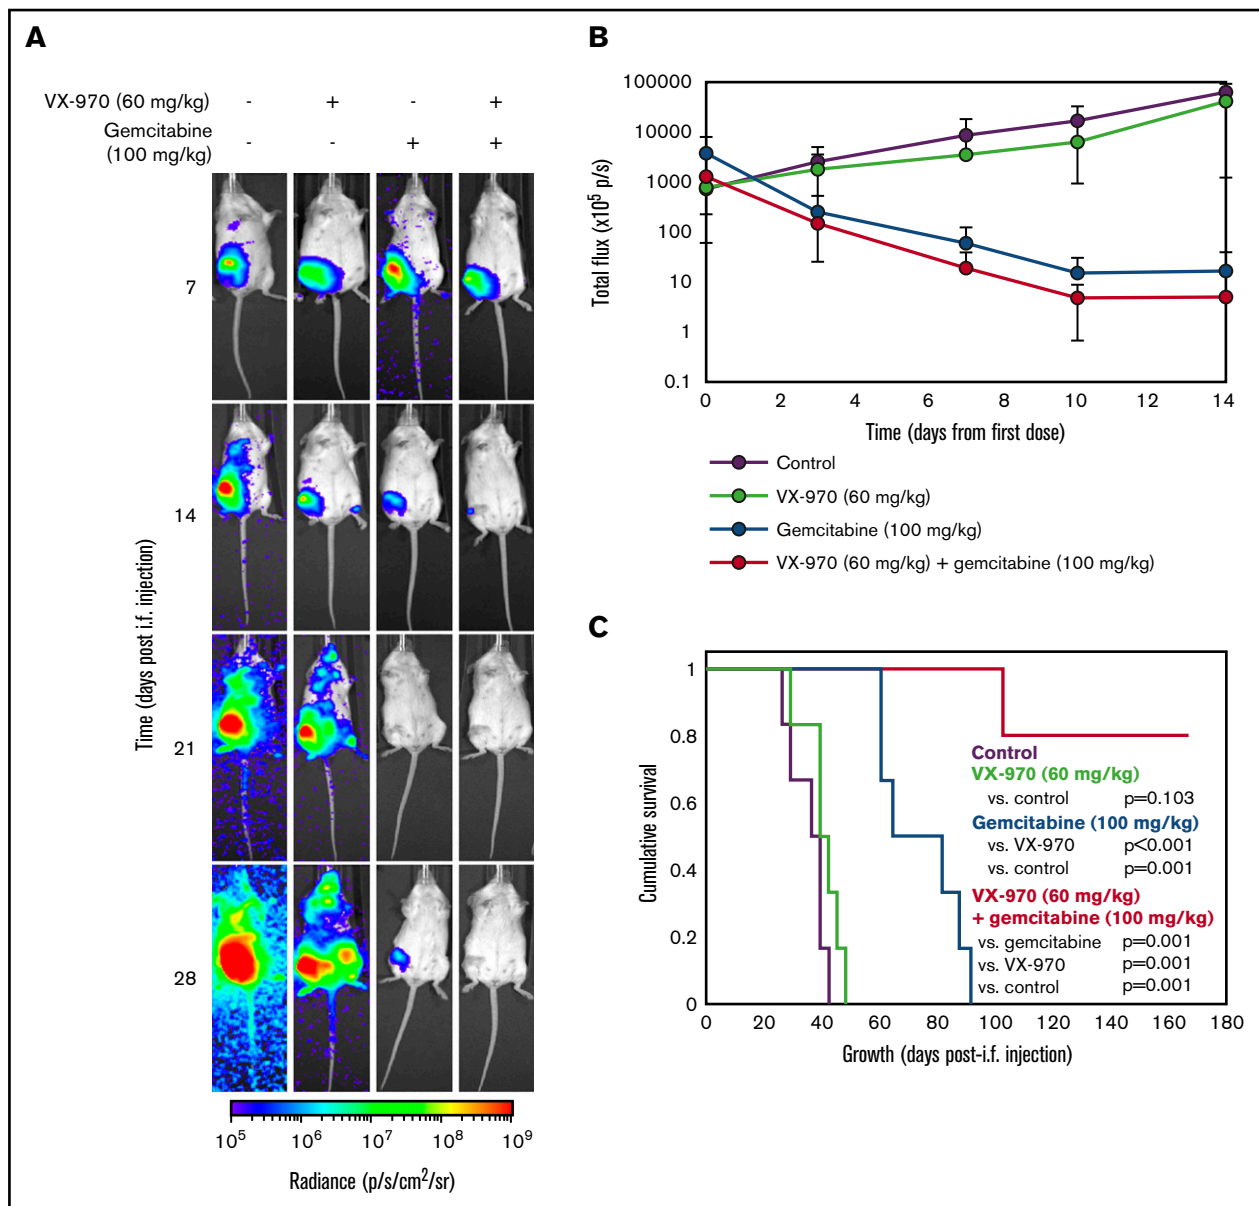 A
VX-970 (60 mg/kg) - + - +
Gemcitabine
(100 mg/kg) - - + +
7
14
21
28
Time (days post i.f. injection)
10^5 10^6 10^7 10^8 10^9
Radiance (p/s/cm^2/sr)
B
100000
10000
1000
100
10
1
0.1
Total flux (x10^5 p/s)
0 2 4 6 8 10 12 14
Time (days from first dose)
Control
VX-970 (60 mg/kg)
Gemcitabine (100 mg/kg)
VX-970 (60 mg/kg) + gemcitabine (100 mg/kg)
C
1
0.8
0.6
0.4
0.2
0
Cumulative survival
Control
VX-970 (60 mg/kg)
vs. control p=0.103
Gemcitabine (100 mg/kg)
vs. VX-970 p<0.001
vs. control p=0.001
VX-970 (60 mg/kg)
+ gemcitabine (100 mg/kg)
vs. gemcitabine p=0.001
vs. VX-970 p=0.001
vs. control p=0.001
0 20 40 60 80 100 120 140 160 180
Growth (days post-i.f. injection)